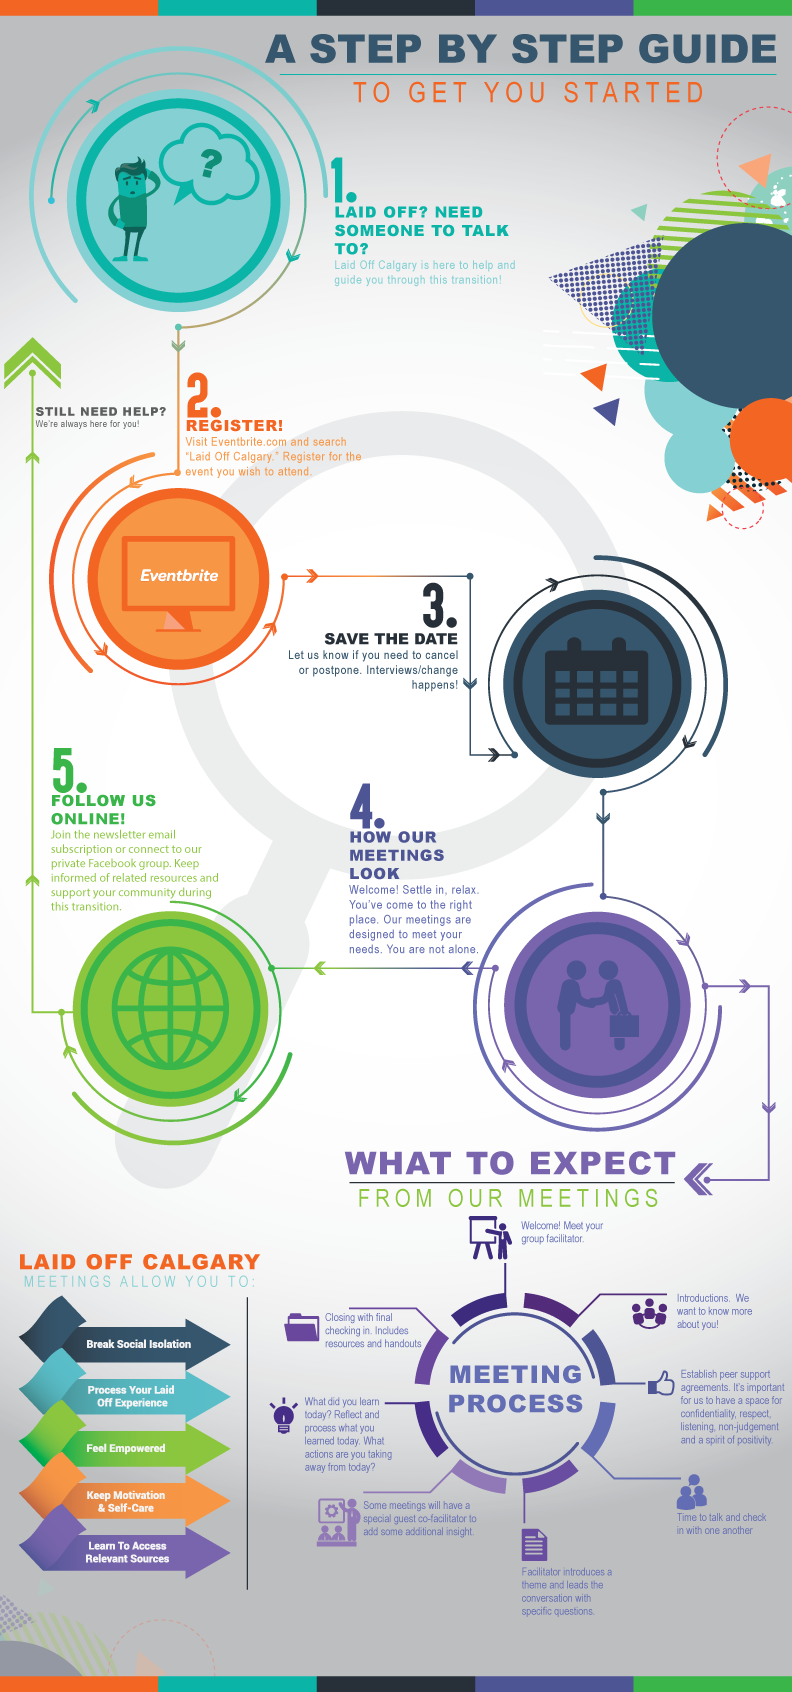 A STEP BY STEP GUIDE
TO GET YOU STARTED
?
1.
LAID OFF? NEED
SOMEONE TO TALK
TO?
Laid Off Calgary is here to help and
guide you through this transition!
STILL NEED HELP?
We're always here for you!
2.
REGISTER!
Visit Eventbrite.com and search
"Laid Off Calgary." Register for the
event you wish to attend.
Eventbrite
3.
SAVE THE DATE
Let us know if you need to cancel
or postpone. Interviews/change
happens!
5.
FOLLOW US
ONLINE!
Join the newsletter email
subscription or connect to our
private Facebook group. Keep
informed of related resources and
support your community during
this transition.
4.
HOW OUR
MEETINGS
LOOK
Welcome! Settle in, relax.
You've come to the right
place. Our meetings are
designed to meet your
needs. You are not alone.
WHAT TO EXPECT
FROM OUR MEETINGS
LAID OFF CALGARY
MEETINGS ALLOW YOU TO:
Break Social Isolation
Process Your Laid
Off Experience
Feel Empowered
Keep Motivation
& Self-Care
Learn To Access
Relevant Sources
MEETING
PROCESS
Welcome! Meet your
group facilitator.
Introductions. We
want to know more
about you!
Establish peer support
agreements. It's important
for us to have a space for
confidentiality, respect,
listening, non-judgement
and a spirit of positivity.
Time to talk and check
in with one another
Facilitator introduces a
theme and leads the
conversation with
specific questions.
Some meetings will have a
special guest co-facilitator to
add some additional insight.
What did you learn
today? Reflect and
process what you
learned today. What
actions are you taking
away from today?
Closing with final
checking in. Includes
resources and handouts